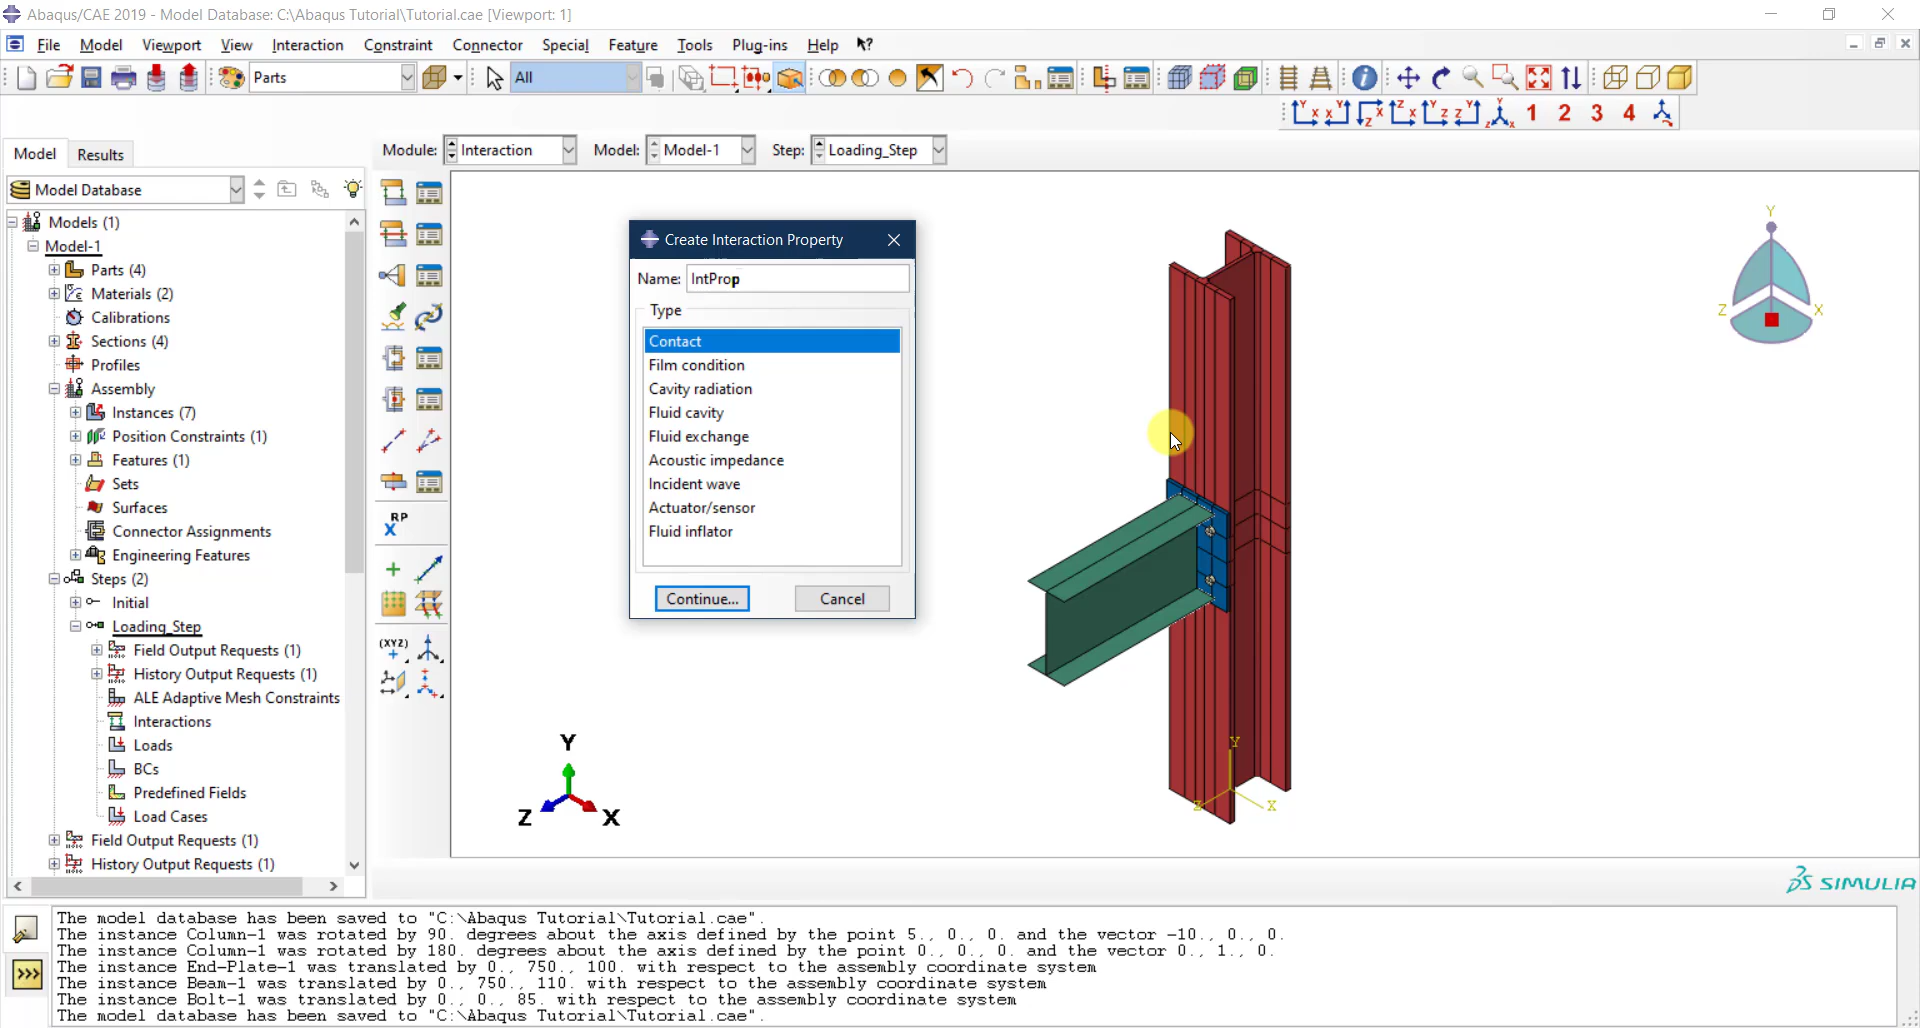 Abaqus/CAE 2019 - Model Database: C:\Abaqus Tutorial\Tutorial.cae [Viewport: 1]
File Model Viewport View Interaction Constraint Connector Special Feature Tools Plug-ins Help
Parts All
1 2 3 4
Model Results
Module: Interaction Model: Model-1 Step: Loading_Step
Model Database
Models (1)
Model-1
Parts (4)
Materials (2)
Calibrations
Sections (4)
Profiles
Assembly
Instances (7)
Position Constraints (1)
Features (1)
Sets
Surfaces
Connector Assignments
Engineering Features
Steps (2)
Initial
Loading_Step
Field Output Requests (1)
History Output Requests (1)
ALE Adaptive Mesh Constraints
Interactions
Loads
BCs
Predefined Fields
Load Cases
Field Output Requests (1)
History Output Requests (1)
RP
(XYZ)
Create Interaction Property
Name: IntProp
Type
Contact
Film condition
Cavity radiation
Fluid cavity
Fluid exchange
Acoustic impedance
Incident wave
Actuator/sensor
Fluid inflator
Continue... Cancel
Y
Z X
Y
Z X
Y
Z X
SIMULIA
The model database has been saved to "C:\Abaqus Tutorial\Tutorial.cae".
The instance Column-1 was rotated by 90. degrees about the axis defined by the point 5., 0., 0. and the vector -10., 0., 0.
The instance Column-1 was rotated by 180. degrees about the axis defined by the point 0., 0., 0. and the vector 0., 1., 0.
The instance End-Plate-1 was translated by 0., 750., 100. with respect to the assembly coordinate system
The instance Beam-1 was translated by 0., 750., 110. with respect to the assembly coordinate system
The instance Bolt-1 was translated by 0., 0., 85. with respect to the assembly coordinate system
The model database has been saved to "C:\Abaqus Tutorial\Tutorial.cae".